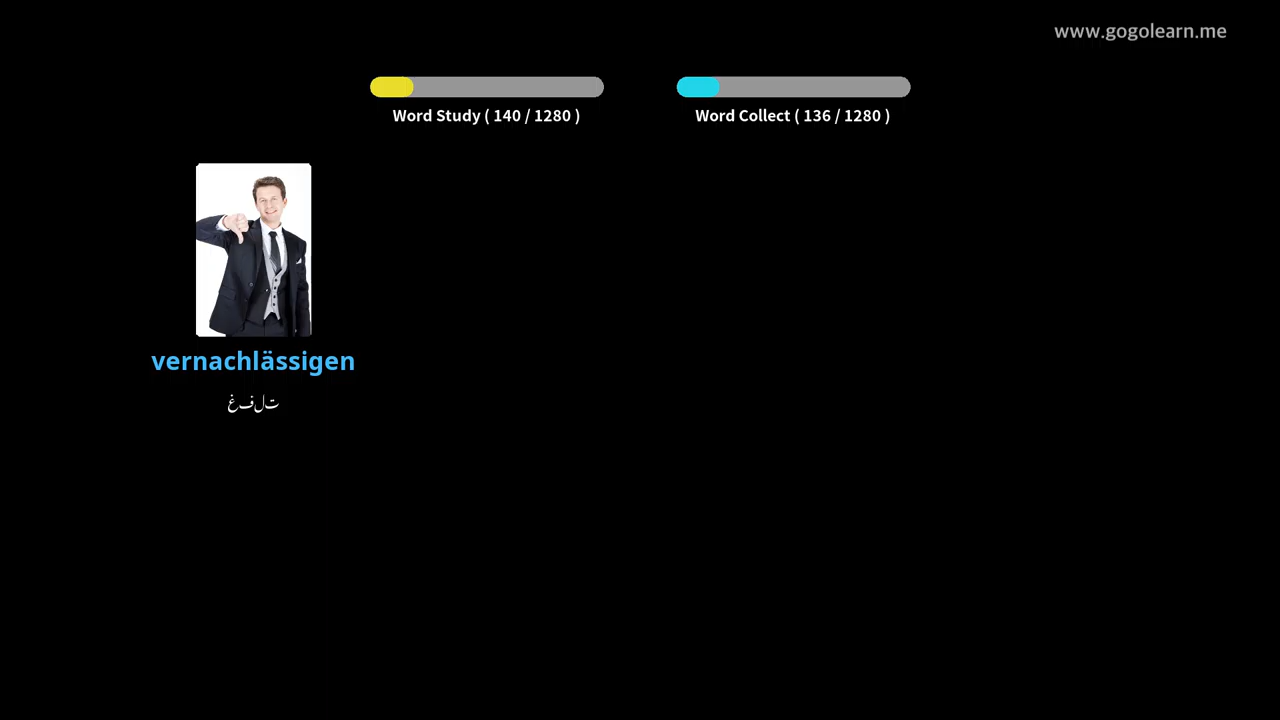 www.gogolearn.me
Word Study ( 140 / 1280 )
Word Collect ( 136 / 1280 )
vernachlässigen
غفلت